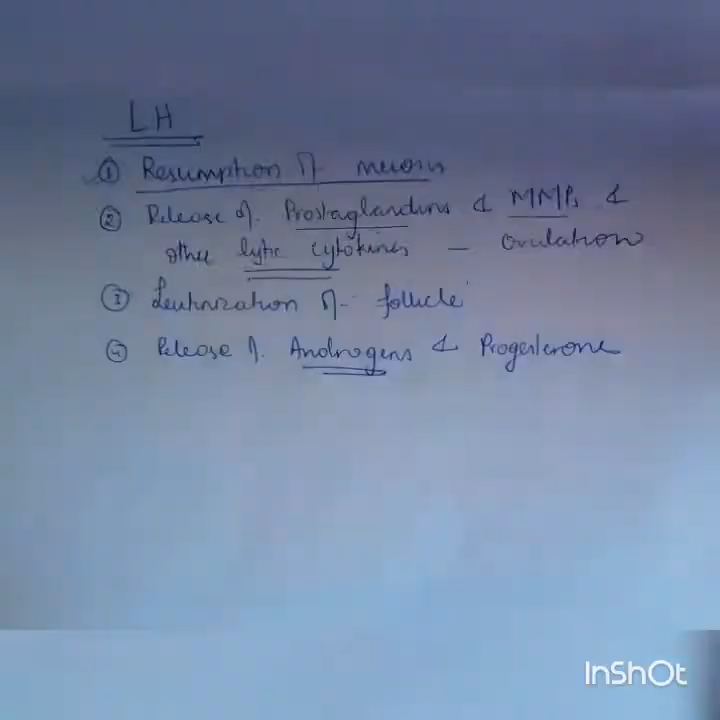 LH
① Resumption of meiosis
② Release of Prostaglandins & MMPs &
other lytic cytokines – ovulation
③ Leutinization of follicle
④ Release of Androgens & Progesterone
InShOt